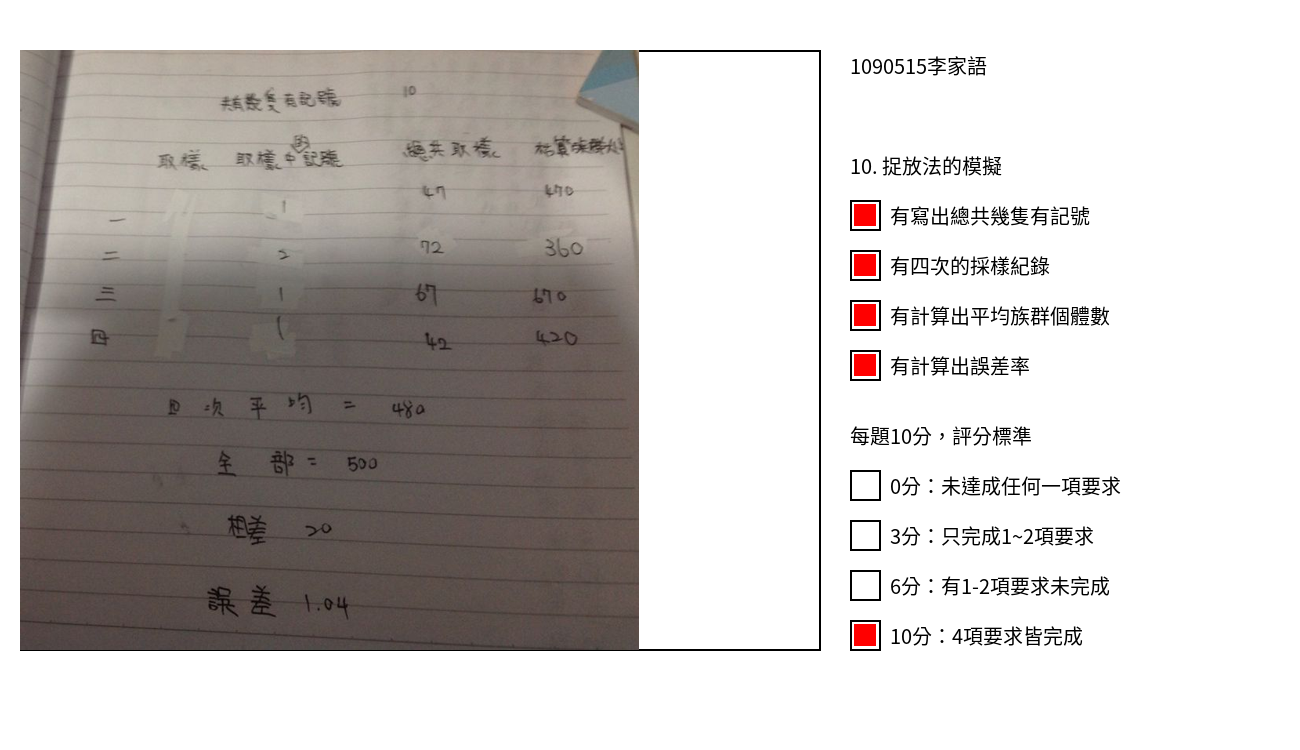 共有幾隻有記號 10
取樣 取樣中的記號 總共取樣 估算族群大小
一 1 47 470
二 2 72 360
三 1 67 670
四 1 42 420
四次平均 = 480
全部 = 500
相差 20
誤差 1.04
1090515李家語
10. 捉放法的模擬
有寫出總共幾隻有記號
有四次的採樣紀錄
有計算出平均族群個體數
有計算出誤差率
每題10分，評分標準
0分：未達成任何一項要求
3分：只完成1~2項要求
6分：有1-2項要求未完成
10分：4項要求皆完成